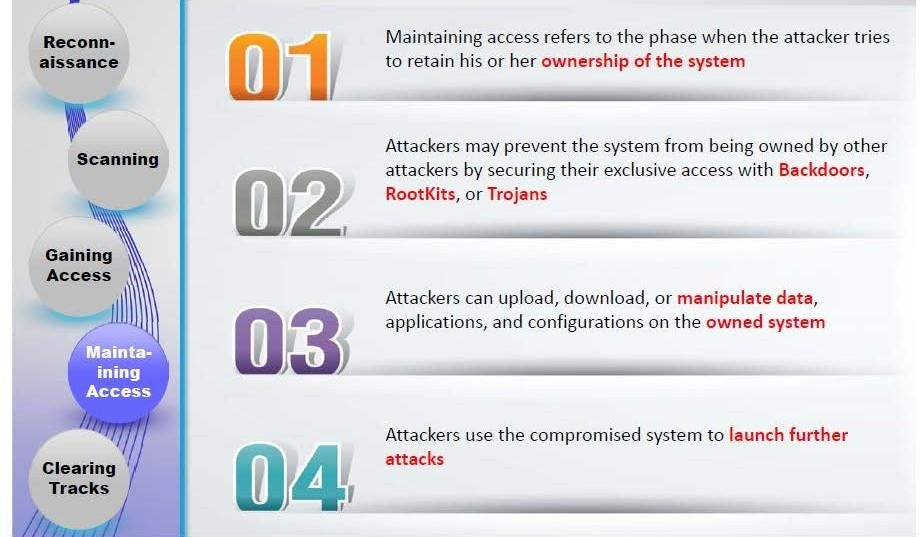 Reconn-
aissance
Scanning
Gaining
Access
Mainta-
ining
Access
Clearing
Tracks
01
Maintaining access refers to the phase when the attacker tries
to retain his or her ownership of the system
02
Attackers may prevent the system from being owned by other
attackers by securing their exclusive access with Backdoors,
RootKits, or Trojans
03
Attackers can upload, download, or manipulate data,
applications, and configurations on the owned system
04
Attackers use the compromised system to launch further
attacks